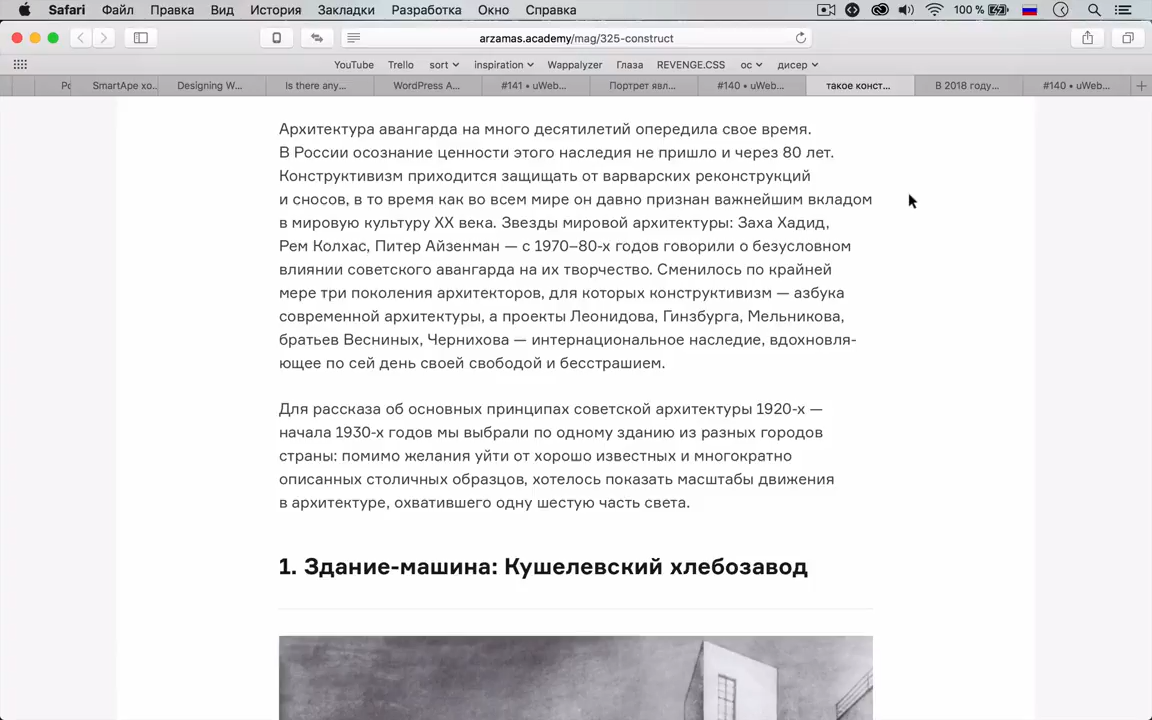 Safari Файл Правка Вид История Закладки Разработка Окно Справка 100 %
arzamas.academy/mag/325-construct
YouTube Trello sort inspiration Wappalyzer Глаза REVENGE.CSS ос дисер
Рс SmartApe хо... Designing W... Is there any... WordPress A... #141 • uWeb... Портрет явл... #140 • uWeb... такое конст... В 2018 году... #140 • uWeb...
Архитектура авангарда на много десятилетий опередила свое время.
В России осознание ценности этого наследия не пришло и через 80 лет.
Конструктивизм приходится защищать от варварских реконструкций
и сносов, в то время как во всем мире он давно признан важнейшим вкладом
в мировую культуру XX века. Звезды мировой архитектуры: Заха Хадид,
Рем Колхас, Питер Айзенман — с 1970–80-х годов говорили о безусловном
влиянии советского авангарда на их творчество. Сменилось по крайней
мере три поколения архитекторов, для которых конструктивизм — азбука
современной архитектуры, а проекты Леонидова, Гинзбурга, Мельникова,
братьев Весниных, Чернихова — интернациональное наследие, вдохновля-
ющее по сей день своей свободой и бесстрашием.
Для рассказа об основных принципах советской архитектуры 1920-х —
начала 1930-х годов мы выбрали по одному зданию из разных городов
страны: помимо желания уйти от хорошо известных и многократно
описанных столичных образцов, хотелось показать масштабы движения
в архитектуре, охватившего одну шестую часть света.
1. Здание-машина: Кушелевский хлебозавод